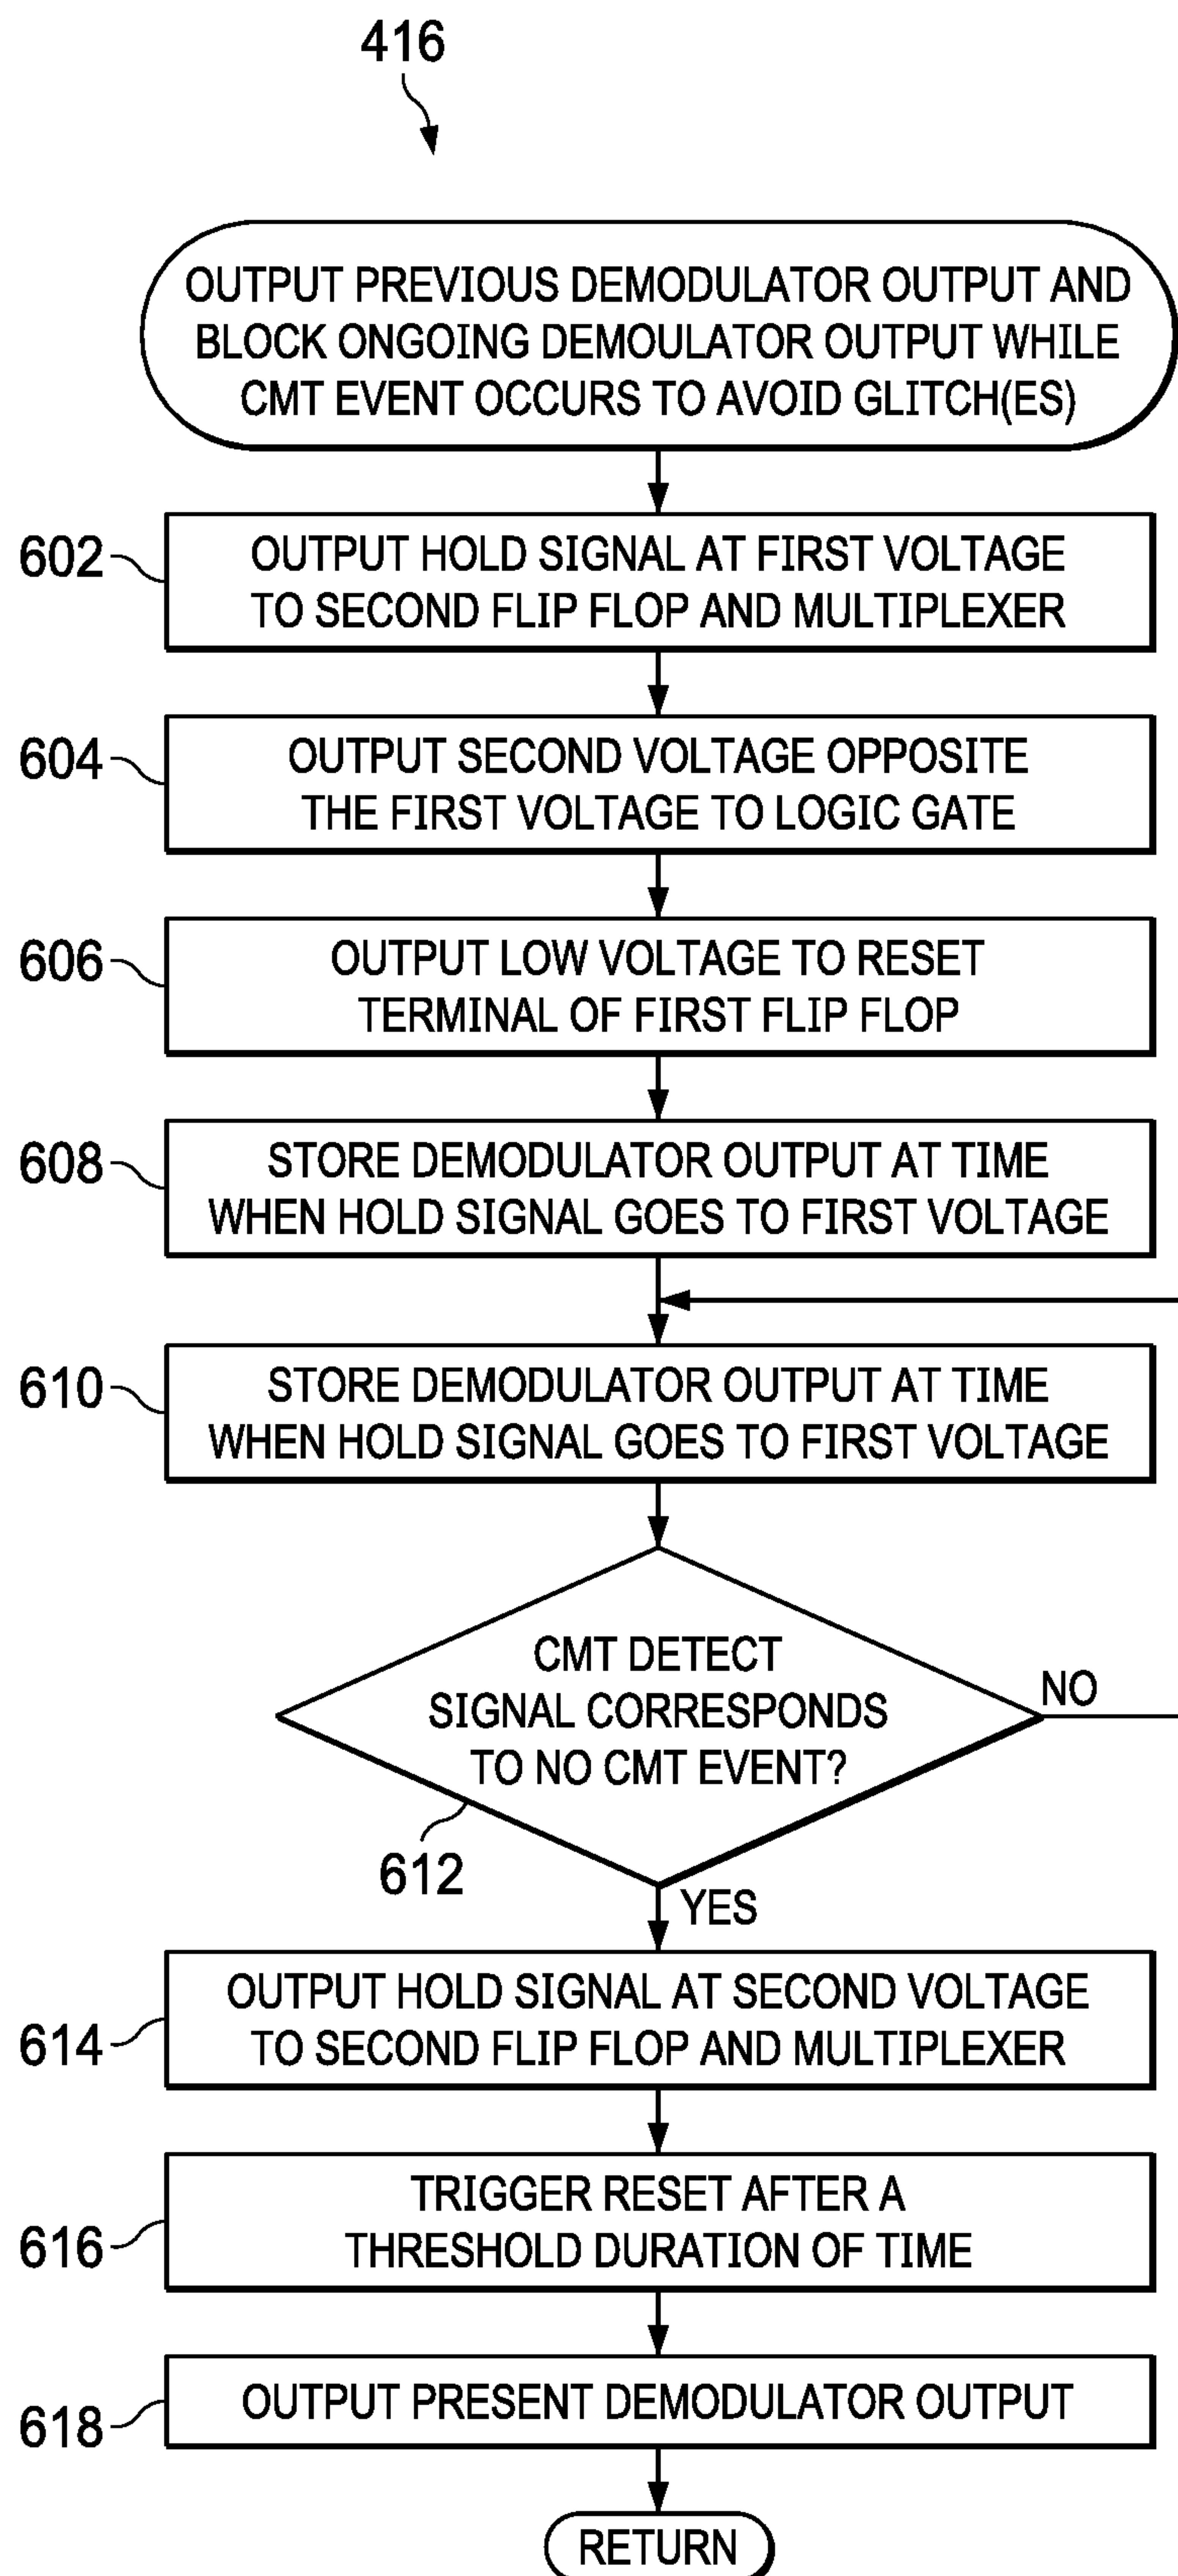 416
OUTPUT PREVIOUS DEMODULATOR OUTPUT AND
BLOCK ONGOING DEMOULATOR OUTPUT WHILE
CMT EVENT OCCURS TO AVOID GLITCH(ES)
602
OUTPUT HOLD SIGNAL AT FIRST VOLTAGE
TO SECOND FLIP FLOP AND MULTIPLEXER
604
OUTPUT SECOND VOLTAGE OPPOSITE
THE FIRST VOLTAGE TO LOGIC GATE
606
OUTPUT LOW VOLTAGE TO RESET
TERMINAL OF FIRST FLIP FLOP
608
STORE DEMODULATOR OUTPUT AT TIME
WHEN HOLD SIGNAL GOES TO FIRST VOLTAGE
610
STORE DEMODULATOR OUTPUT AT TIME
WHEN HOLD SIGNAL GOES TO FIRST VOLTAGE
CMT DETECT
SIGNAL CORRESPONDS
TO NO CMT EVENT?
NO
612
YES
614
OUTPUT HOLD SIGNAL AT SECOND VOLTAGE
TO SECOND FLIP FLOP AND MULTIPLEXER
616
TRIGGER RESET AFTER A
THRESHOLD DURATION OF TIME
618
OUTPUT PRESENT DEMODULATOR OUTPUT
RETURN